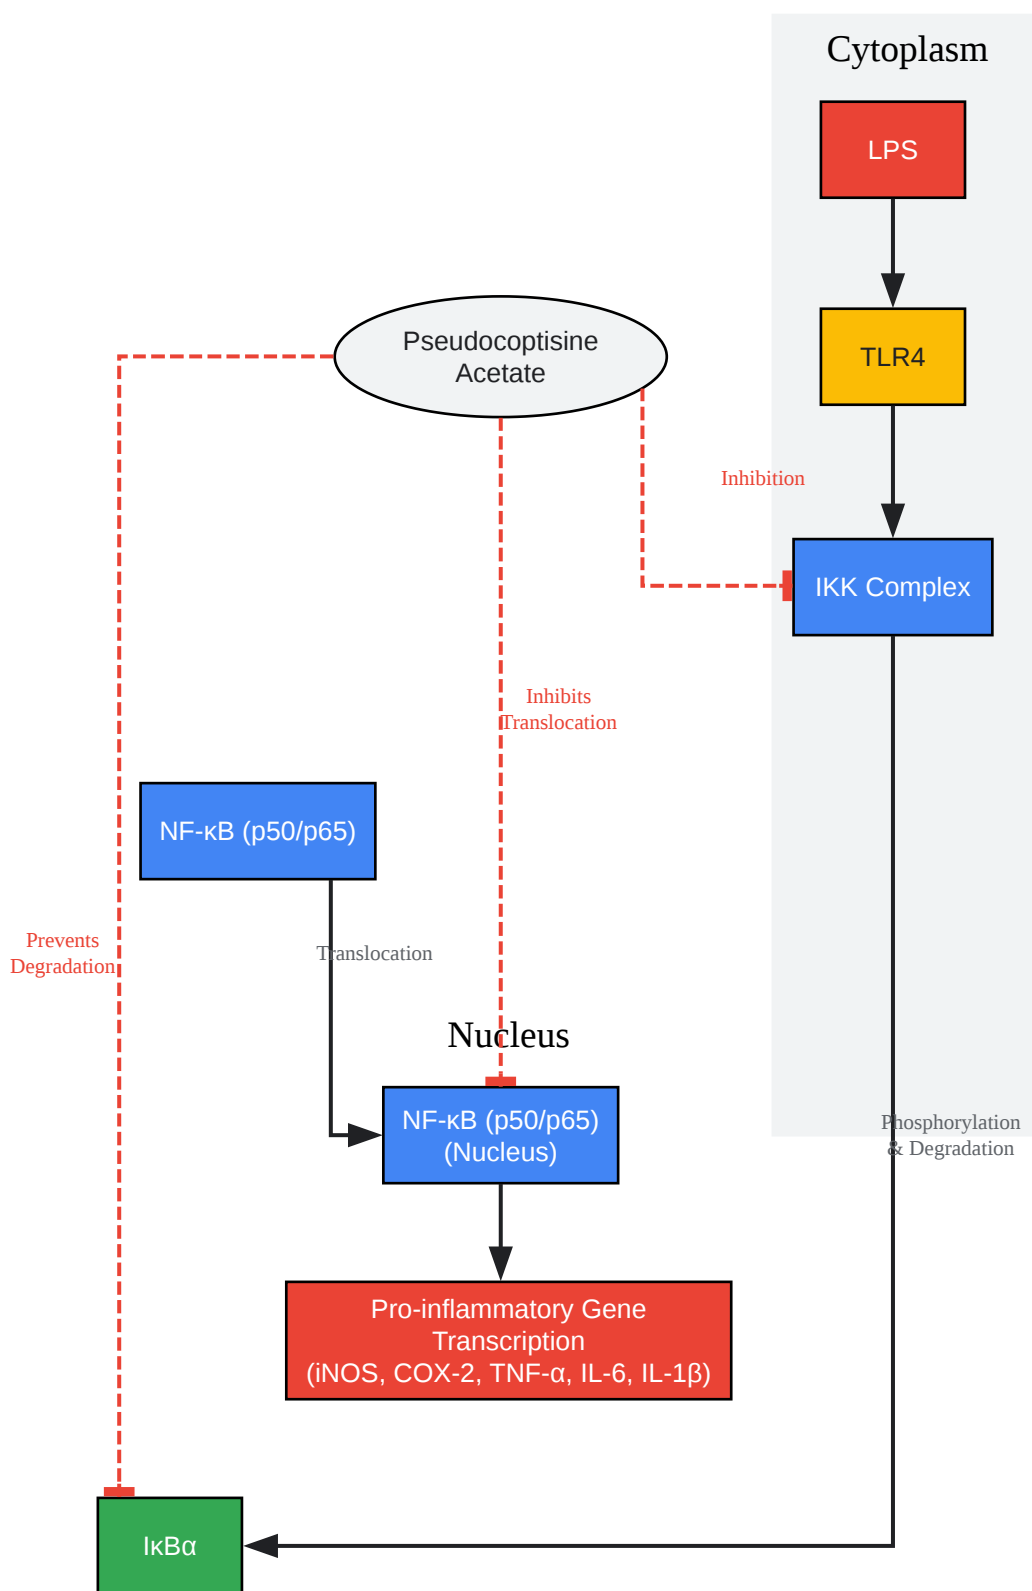 Cytoplasm
LPS
Pseudocoptisine
Acetate
TLR4
Inhibition
IKK Complex
Inhibits
Translocation
NF-κB (p50/p65)
Prevents
Degradation
Translocation
Nucleus
NF-κB (p50/p65)
(Nucleus)
Phosphorylation
& Degradation
Pro-inflammatory Gene
Transcription
(iNOS, COX-2, TNF-α, IL-6, IL-1β)
IκBα